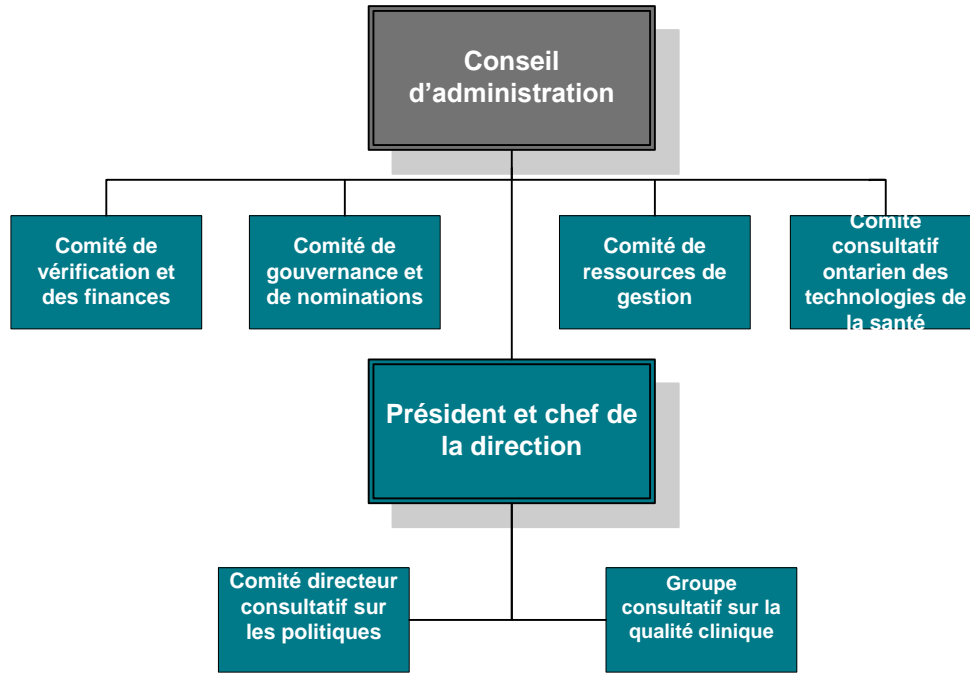 Conseil
d’administration
Comité de
vérification et
des finances
Comité de
gouvernance et
de nominations
Comité de
ressources de
gestion
Comité
consultatif
ontarien des
technologies de
la santé
Président et chef de
la direction
Comité directeur
consultatif sur
les politiques
Groupe
consultatif sur la
qualité clinique